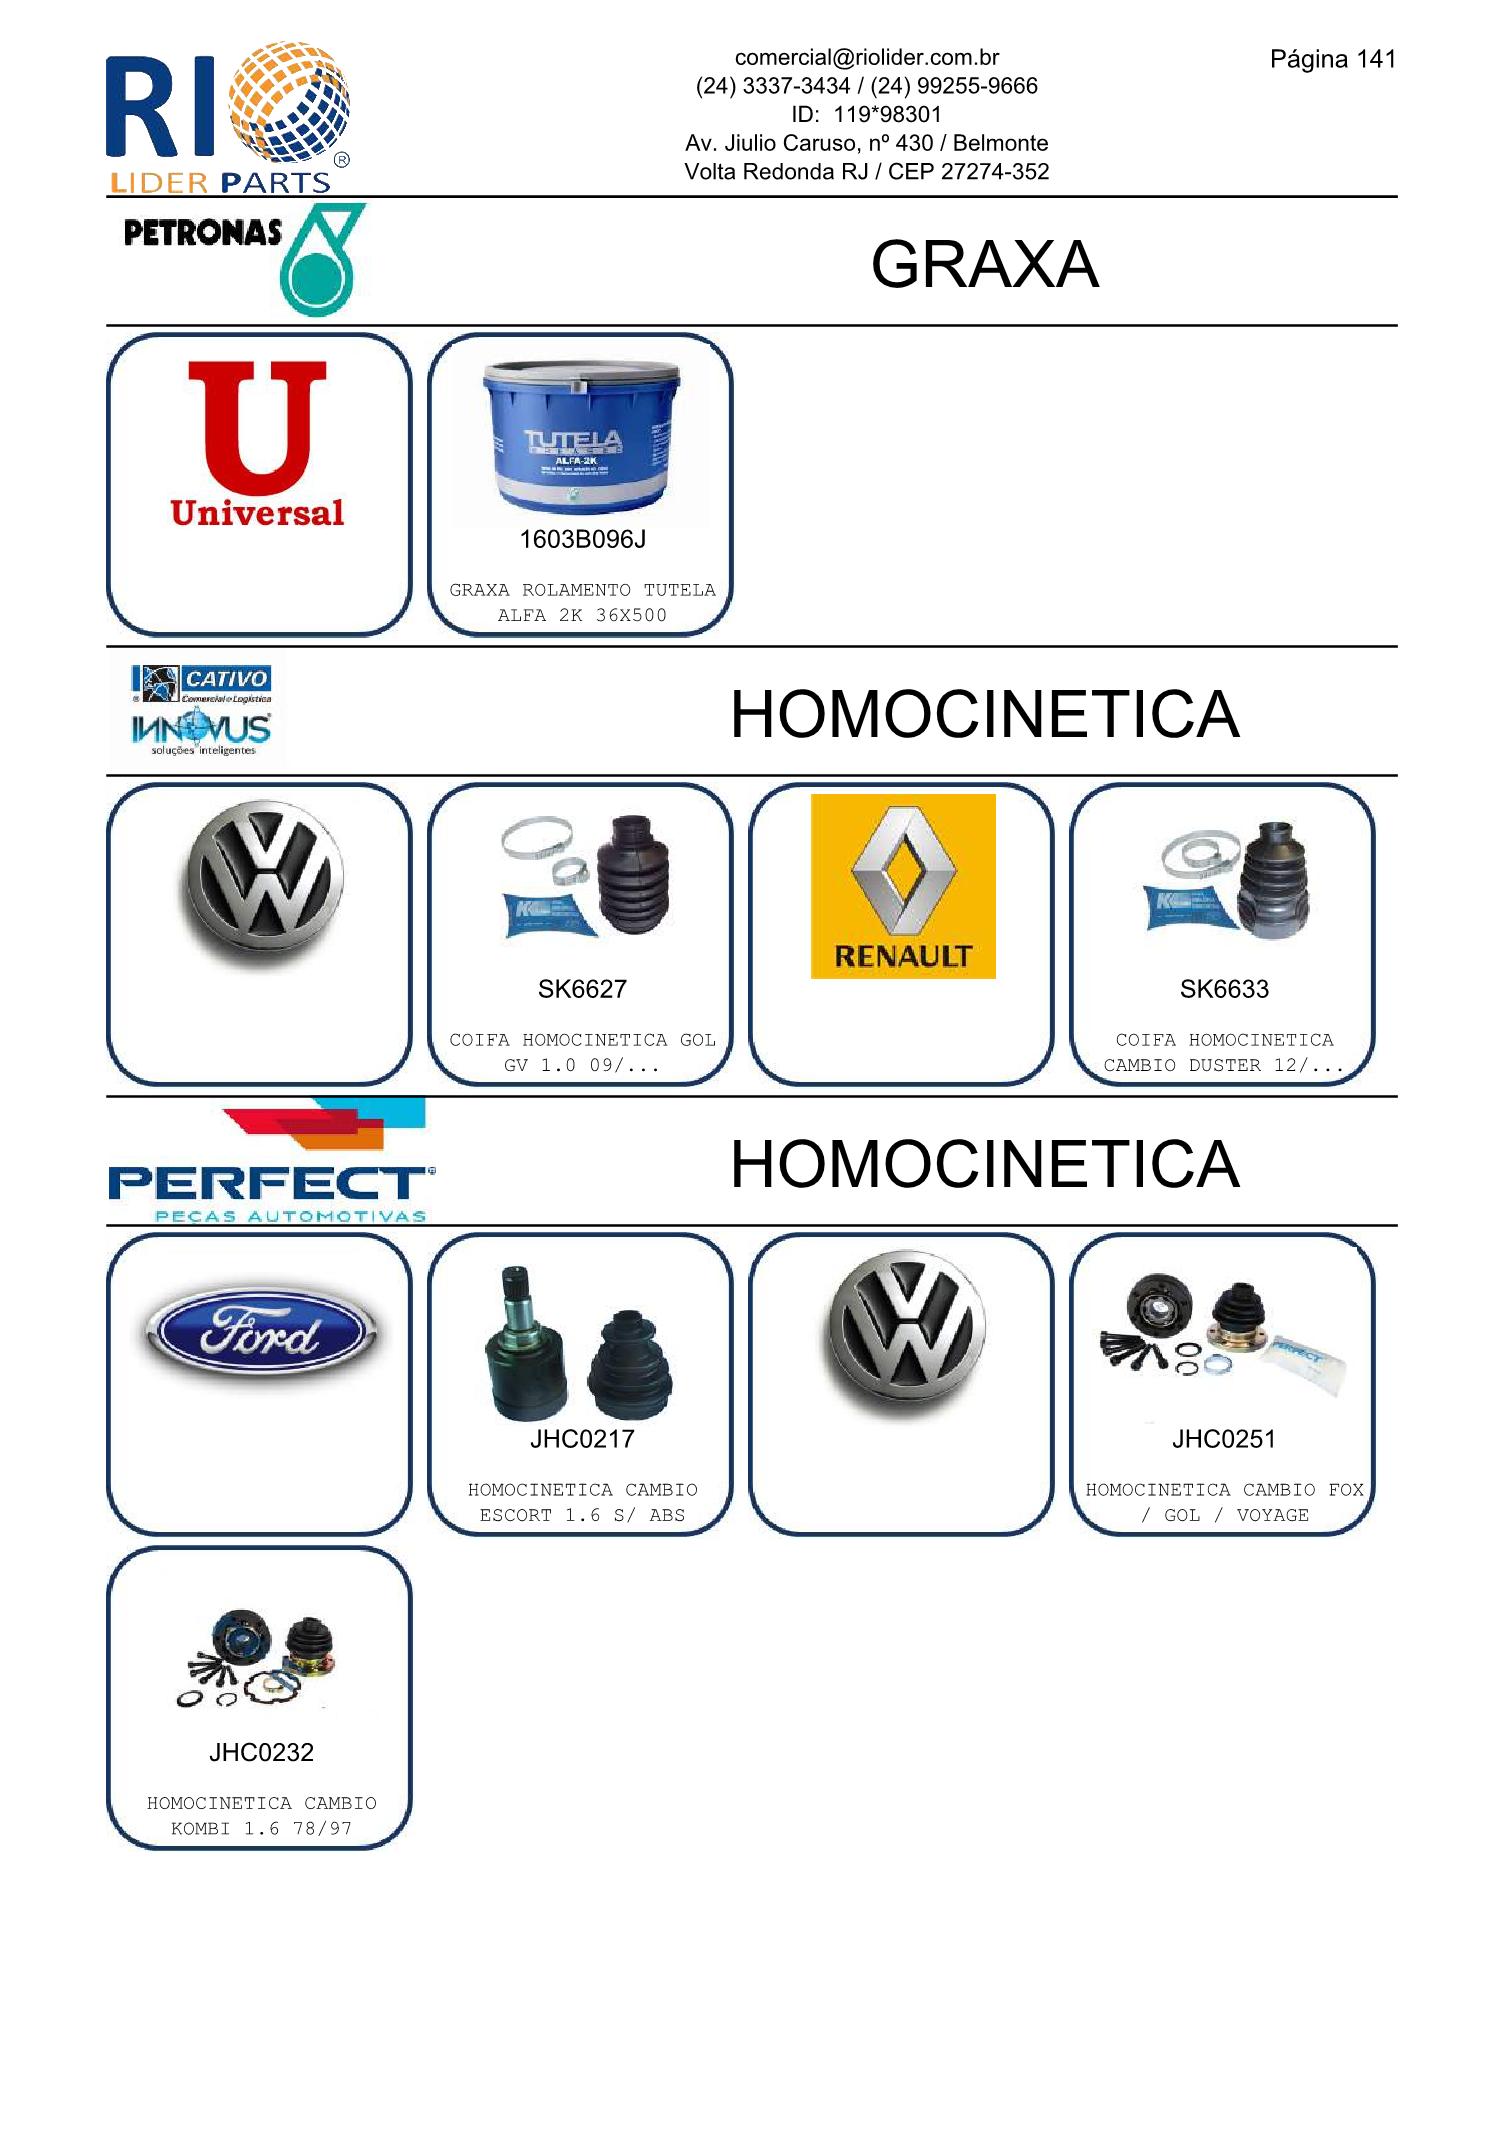 RIO
®
LIDER PARTS
comercial@riolider.com.br
(24) 3337-3434 / (24) 99255-9666
ID: 119*98301
Av. Jiulio Caruso, nº 430 / Belmonte
Volta Redonda RJ / CEP 27274-352
Página 141
PETRONAS
GRAXA
U
Universal
TUTELA
ALFA-2K
1603B096J
GRAXA ROLAMENTO TUTELA
ALFA 2K 36X500
CATIVO
® Comercial e Logística
INNOVUS
soluções inteligentes
HOMOCINETICA
SK6627
COIFA HOMOCINETICA GOL
GV 1.0 09/...
RENAULT
SK6633
COIFA HOMOCINETICA
CAMBIO DUSTER 12/...
PERFECT®
PEÇAS AUTOMOTIVAS
HOMOCINETICA
Ford
JHC0217
HOMOCINETICA CAMBIO
ESCORT 1.6 S/ ABS
PERFECT
JHC0251
HOMOCINETICA CAMBIO FOX
/ GOL / VOYAGE
JHC0232
HOMOCINETICA CAMBIO
KOMBI 1.6 78/97